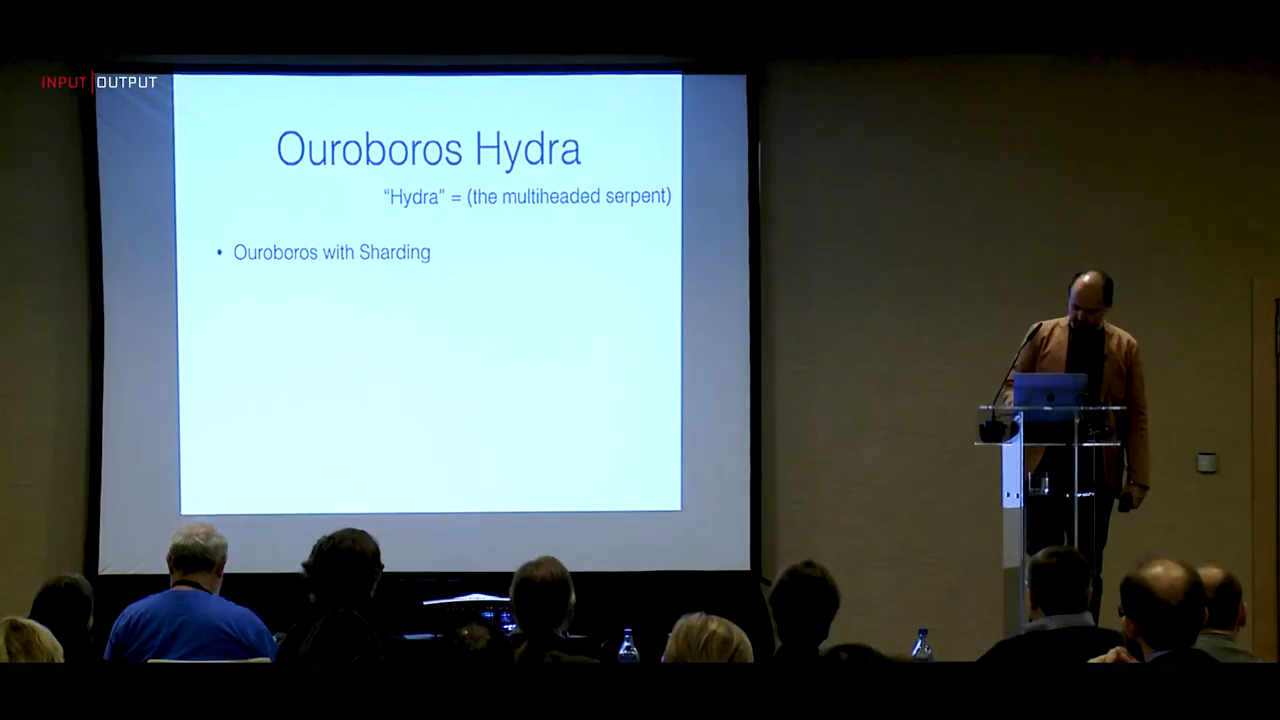 INPUT|OUTPUT
Ouroboros Hydra
“Hydra” = (the multiheaded serpent)
• Ouroboros with Sharding